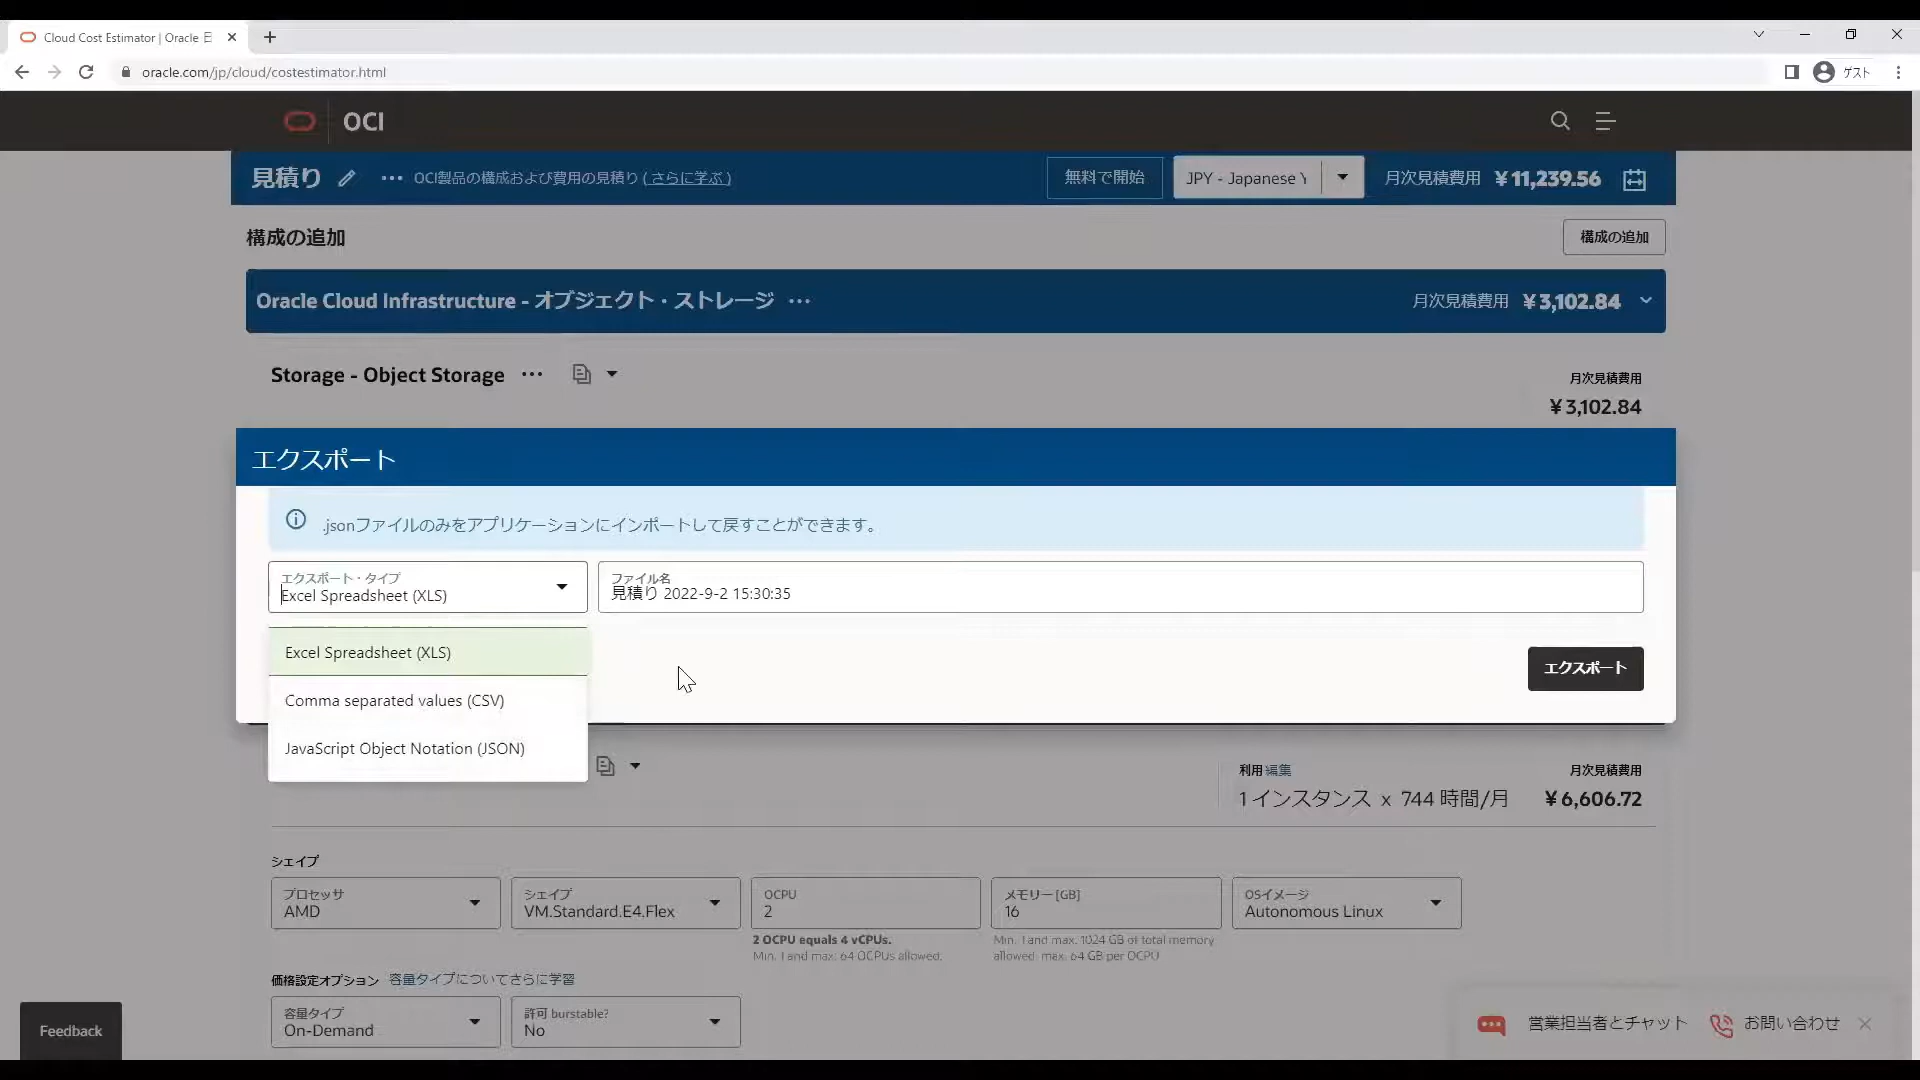 Cloud Cost Estimator | Oracle 日
oracle.com/jp/cloud/costestimator.html
ゲスト
OCI
見積り
OCI製品の構成および費用の見積り (さらに学ぶ)
無料で開始
JPY - Japanese Y
月次見積費用 ¥11,239.56
構成の追加
構成の追加
Oracle Cloud Infrastructure - オブジェクト・ストレージ
月次見積費用 ¥3,102.84
Storage - Object Storage
月次見積費用
¥3,102.84
エクスポート
.jsonファイルのみをアプリケーションにインポートして戻すことができます。
エクスポート・タイプ
Excel Spreadsheet (XLS)
ファイル名
見積り 2022-9-2 15:30:35
Excel Spreadsheet (XLS)
Comma separated values (CSV)
JavaScript Object Notation (JSON)
エクスポート
利用 編集
1 インスタンス x 744 時間/月
月次見積費用
¥6,606.72
シェイプ
プロセッサ
AMD
シェイプ
VM.Standard.E4.Flex
OCPU
2
メモリー [GB]
16
OSイメージ
Autonomous Linux
2 OCPU equals 4 vCPUs.
Min. 1 and max. 64 OCPUs allowed.
Min. 1 and max. 1024 GB of total memory
allowed. max. 64 GB per OCPU
価格設定オプション 容量タイプについてさらに学習
容量タイプ
On-Demand
許可 burstable?
No
Feedback
営業担当者とチャット
お問い合わせ